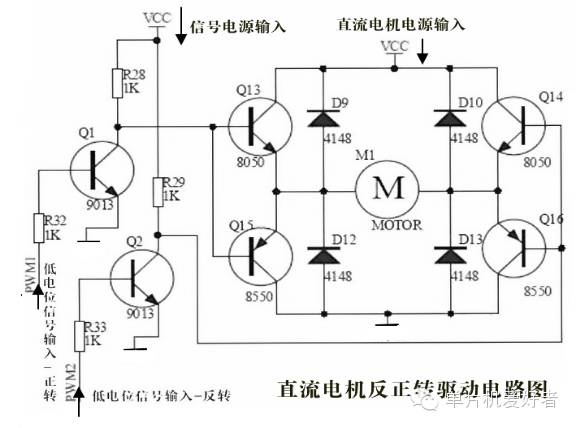 VCC
信号电源输入
直流电机电源输入
VCC
R28
1K
Q13
D9
D10
Q14
4148
4148
Q1
8050
8050
M1
M
MOTOR
9013
R29
1K
R32
1K
Q2
Q15
Q16
D12
D13
4148
4148
8550
8550
9013
PWM1
低电位信号输入-正转
R33
1K
PWM2
低电位信号输入-反转
直流电机反正转驱动电路图
单片机爱好者